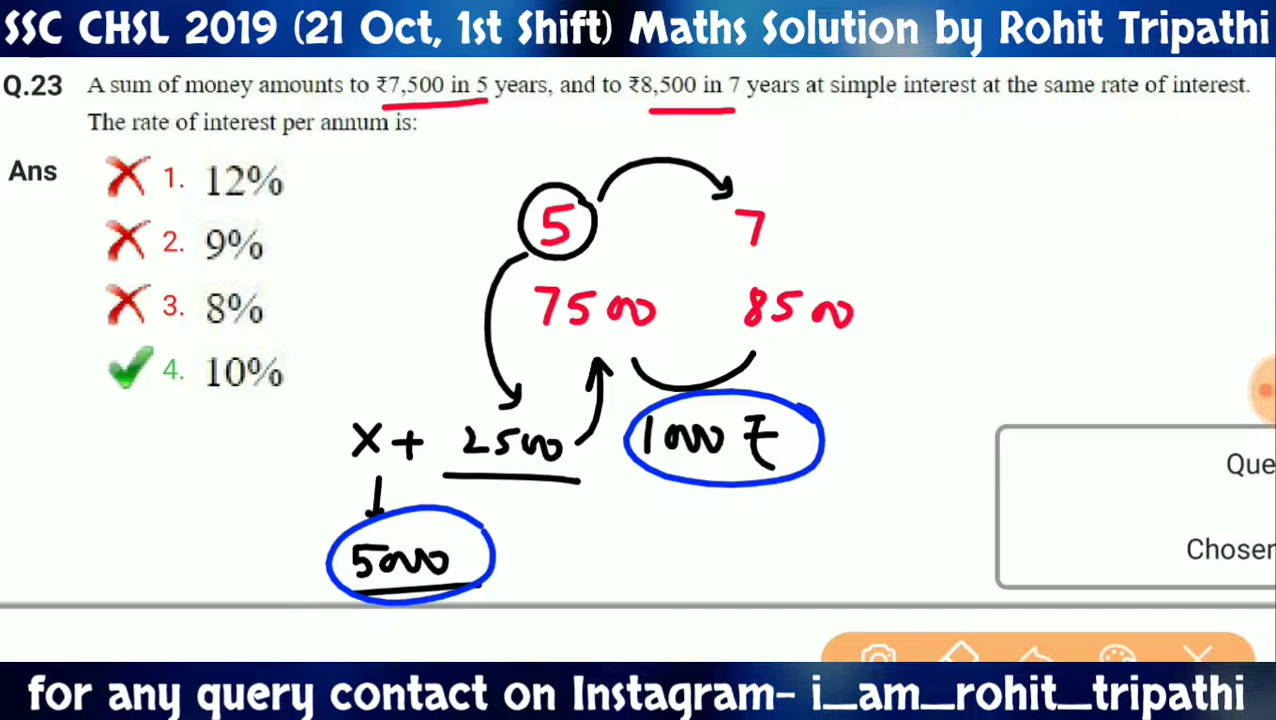 SSC CHSL 2019 (21 Oct, 1st Shift) Maths Solution by Rohit Tripathi
Q.23 A sum of money amounts to ₹7,500 in 5 years, and to ₹8,500 in 7 years at simple interest at the same rate of interest.
The rate of interest per annum is:
Ans 1. 12%
2. 9%
3. 8%
4. 10%
5 7
7500 8500
x + 2500 1000 ₹
5000
Que
Chosen
for any query contact on Instagram- i_am_rohit_tripathi